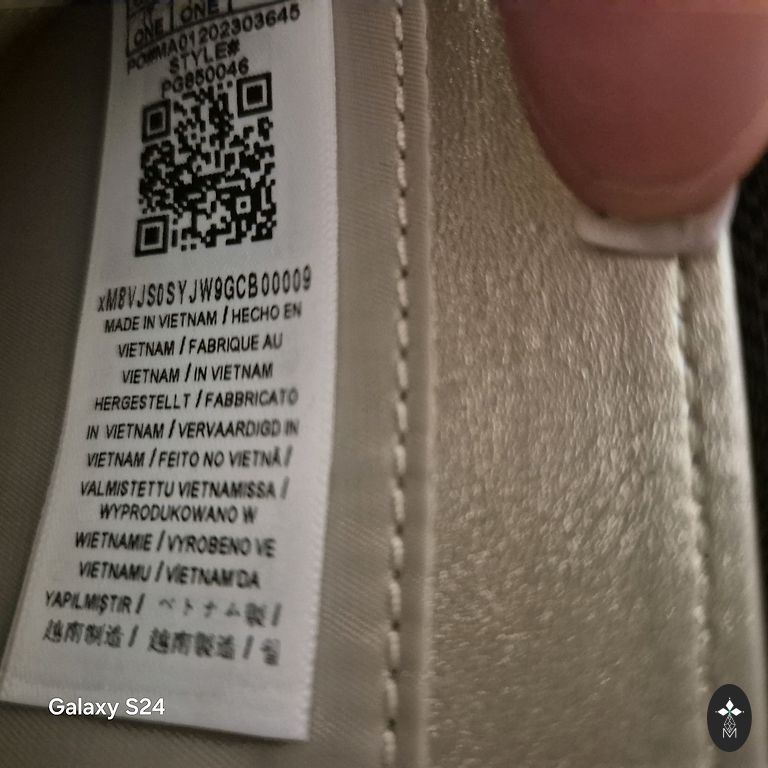 ONE ONE
PO#MA01202303645
STYLE#
PG850046
xM8VJS0SYJW9GCB00009
MADE IN VIETNAM / HECHO EN
VIETNAM / FABRIQUE AU
VIETNAM / IN VIETNAM
HERGESTELLT / FABBRICATO
IN VIETNAM / VERVAARDIGD IN
VIETNAM / FEITO NO VIETNÃ /
VALMISTETTU VIETNAMISSA /
WYPRODUKOWANO W
WIETNAMIE / VYROBENO VE
VIETNAMU / VIETNAM'DA
YAPILMIŞTIR / ベトナム製 /
越南制造 / 越南製造 /
Galaxy S24
M